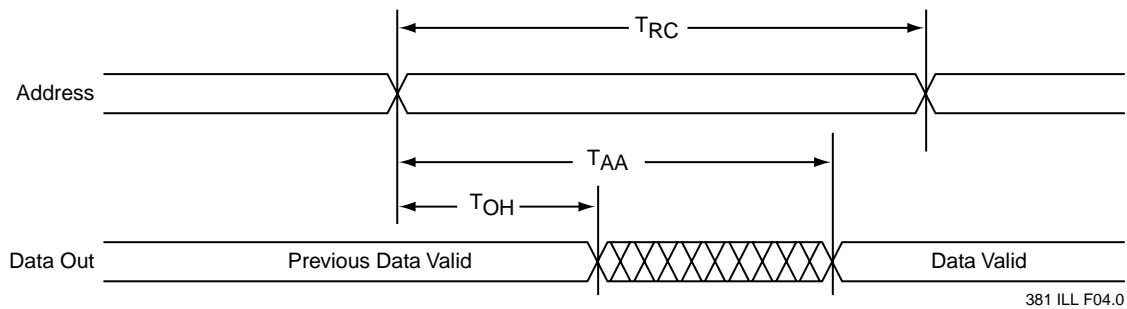 TRC
Address
TAA
TOH
Data Out
Previous Data Valid
Data Valid
381 ILL F04.0